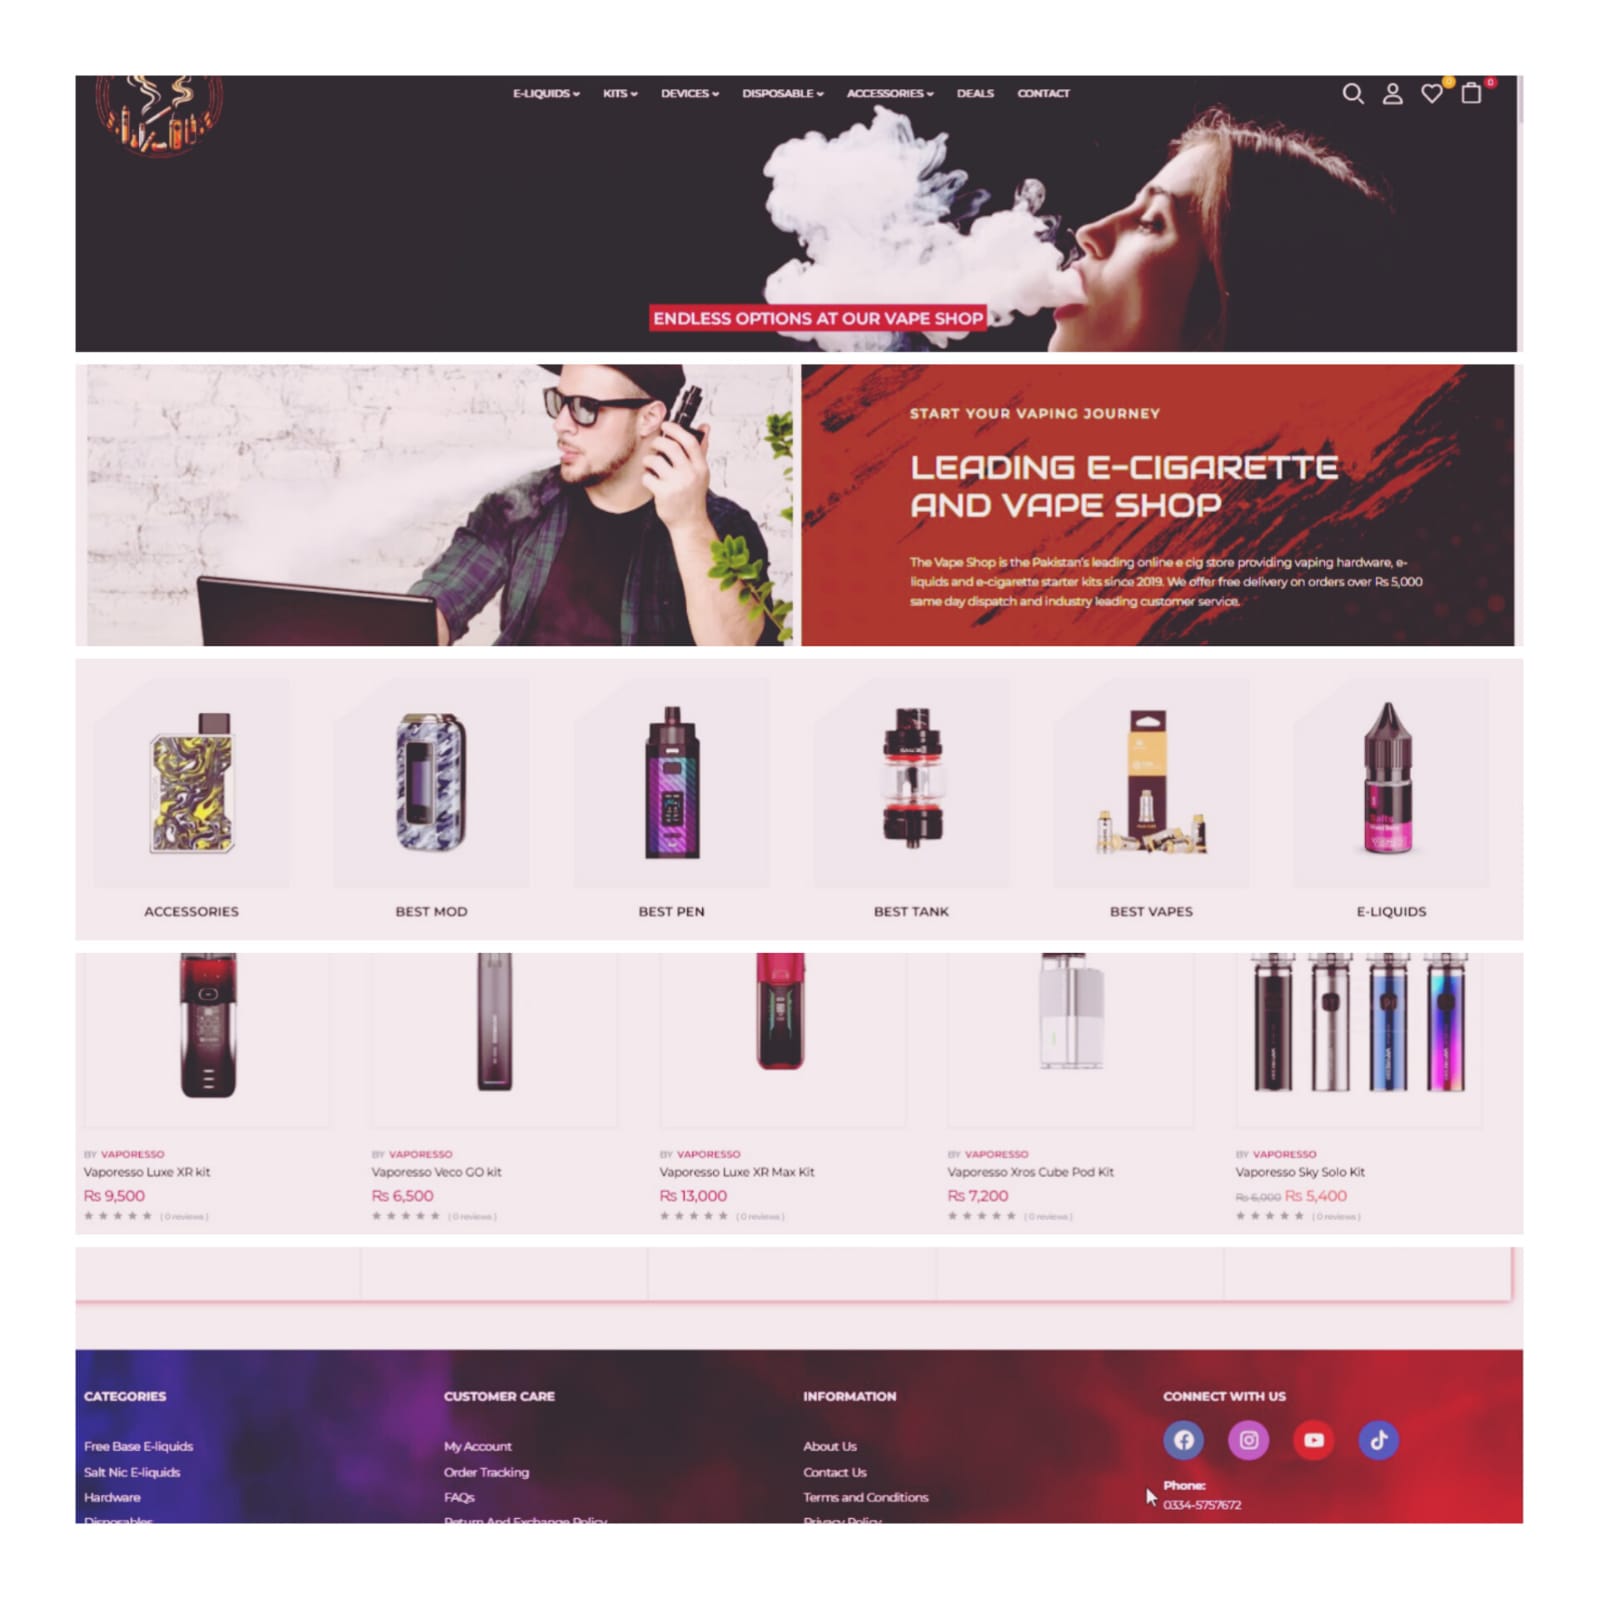 E-LIQUIDS KITS DEVICES DISPOSABLE ACCESSORIES DEALS CONTACT
0 0
ENDLESS OPTIONS AT OUR VAPE SHOP
START YOUR VAPING JOURNEY
LEADING E-CIGARETTE
AND VAPE SHOP
The Vape Shop is the Pakistan's leading online e cig store providing vaping hardware, e-
liquids and e-cigarette starter kits since 2019. We offer free delivery on orders over Rs 5,000
same day dispatch and industry leading customer service.
ACCESSORIES BEST MOD BEST PEN BEST TANK BEST VAPES E-LIQUIDS
BY VAPORESSO BY VAPORESSO BY VAPORESSO BY VAPORESSO BY VAPORESSO
Vaporesso Luxe XR kit Vaporesso Veco GO kit Vaporesso Luxe XR Max Kit Vaporesso Xros Cube Pod Kit Vaporesso Sky Solo Kit
Rs 9,500 Rs 6,500 Rs 13,000 Rs 7,200 Rs 6,000 Rs 5,400
( 0 reviews ) ( 0 reviews ) ( 0 reviews ) ( 0 reviews ) ( 0 reviews )
CATEGORIES CUSTOMER CARE INFORMATION CONNECT WITH US
Free Base E-liquids My Account About Us
Salt Nic E-liquids Order Tracking Contact Us
Hardware FAQs Terms and Conditions
Phone:
0334-5757672
Disposables Return And Exchange Policy Privacy Policy